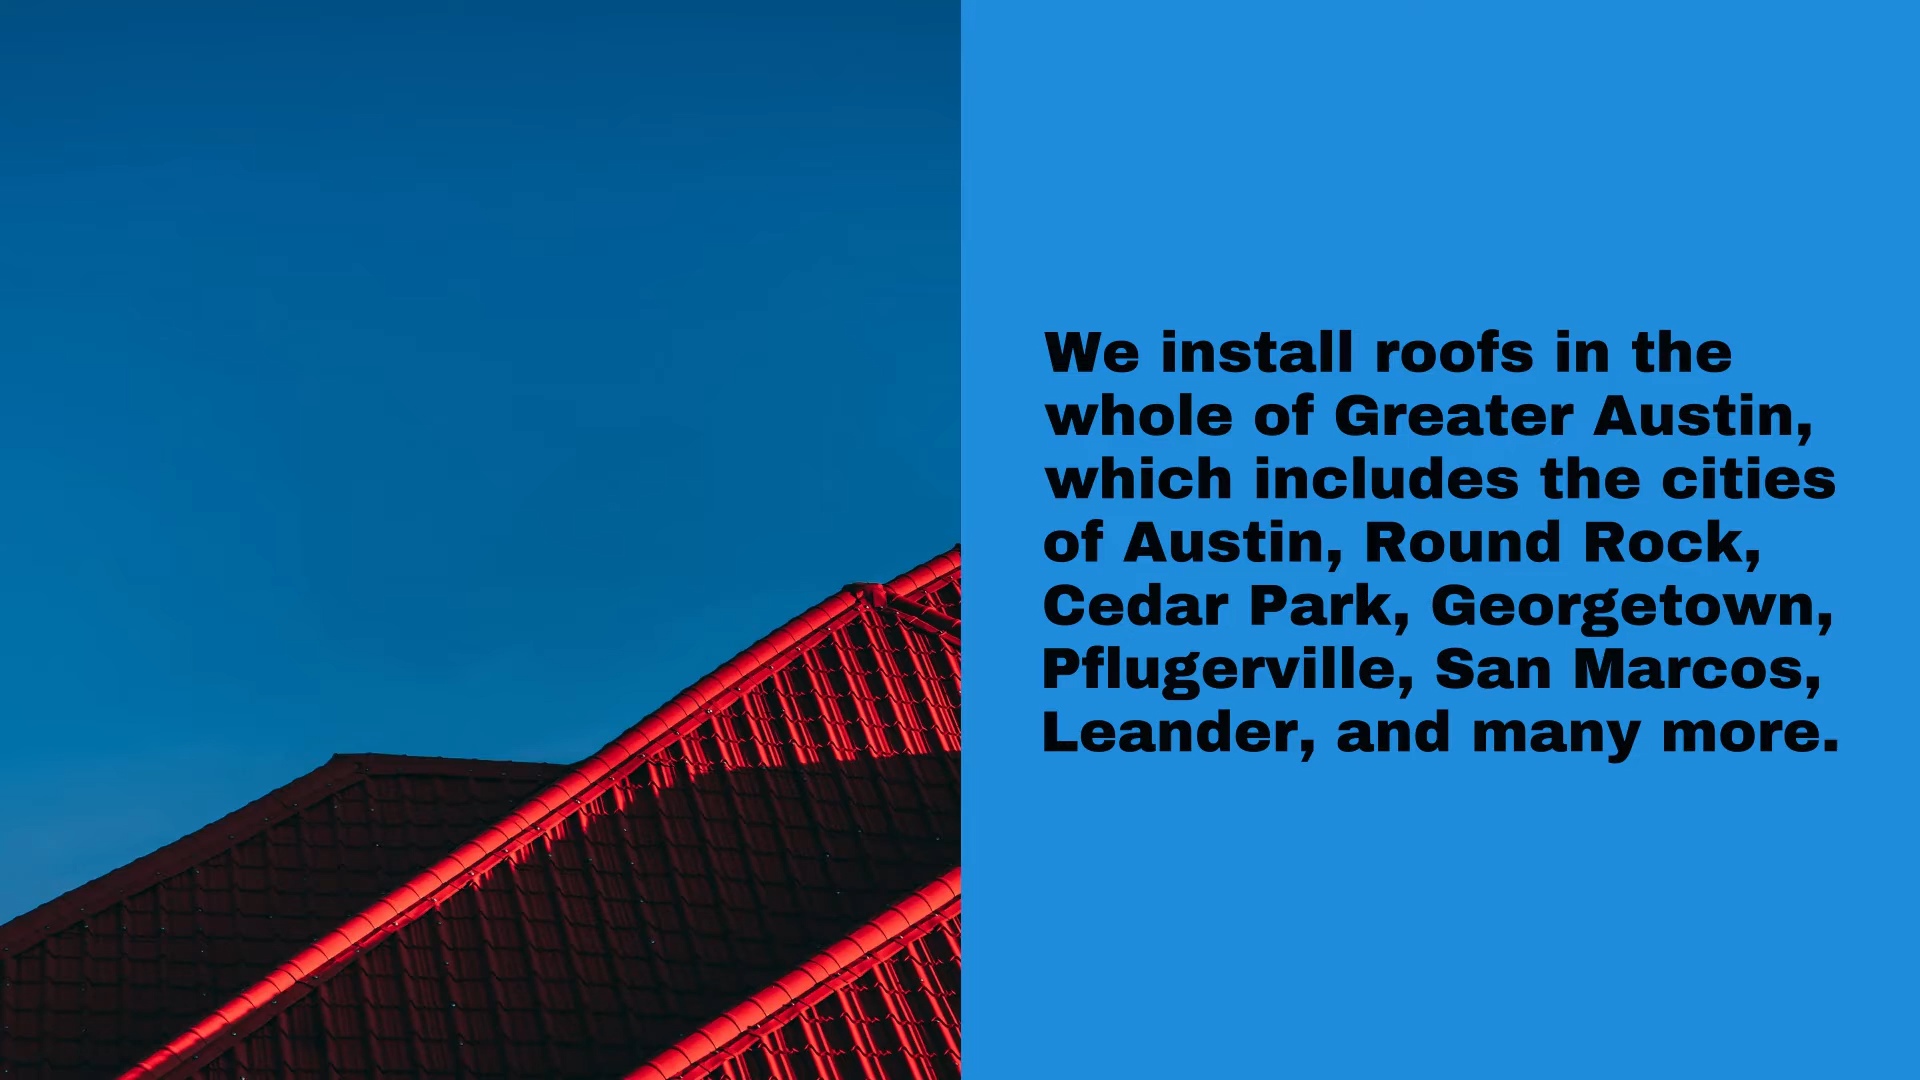 We install roofs in the
whole of Greater Austin,
which includes the cities
of Austin, Round Rock,
Cedar Park, Georgetown,
Pflugerville, San Marcos,
Leander, and many more.